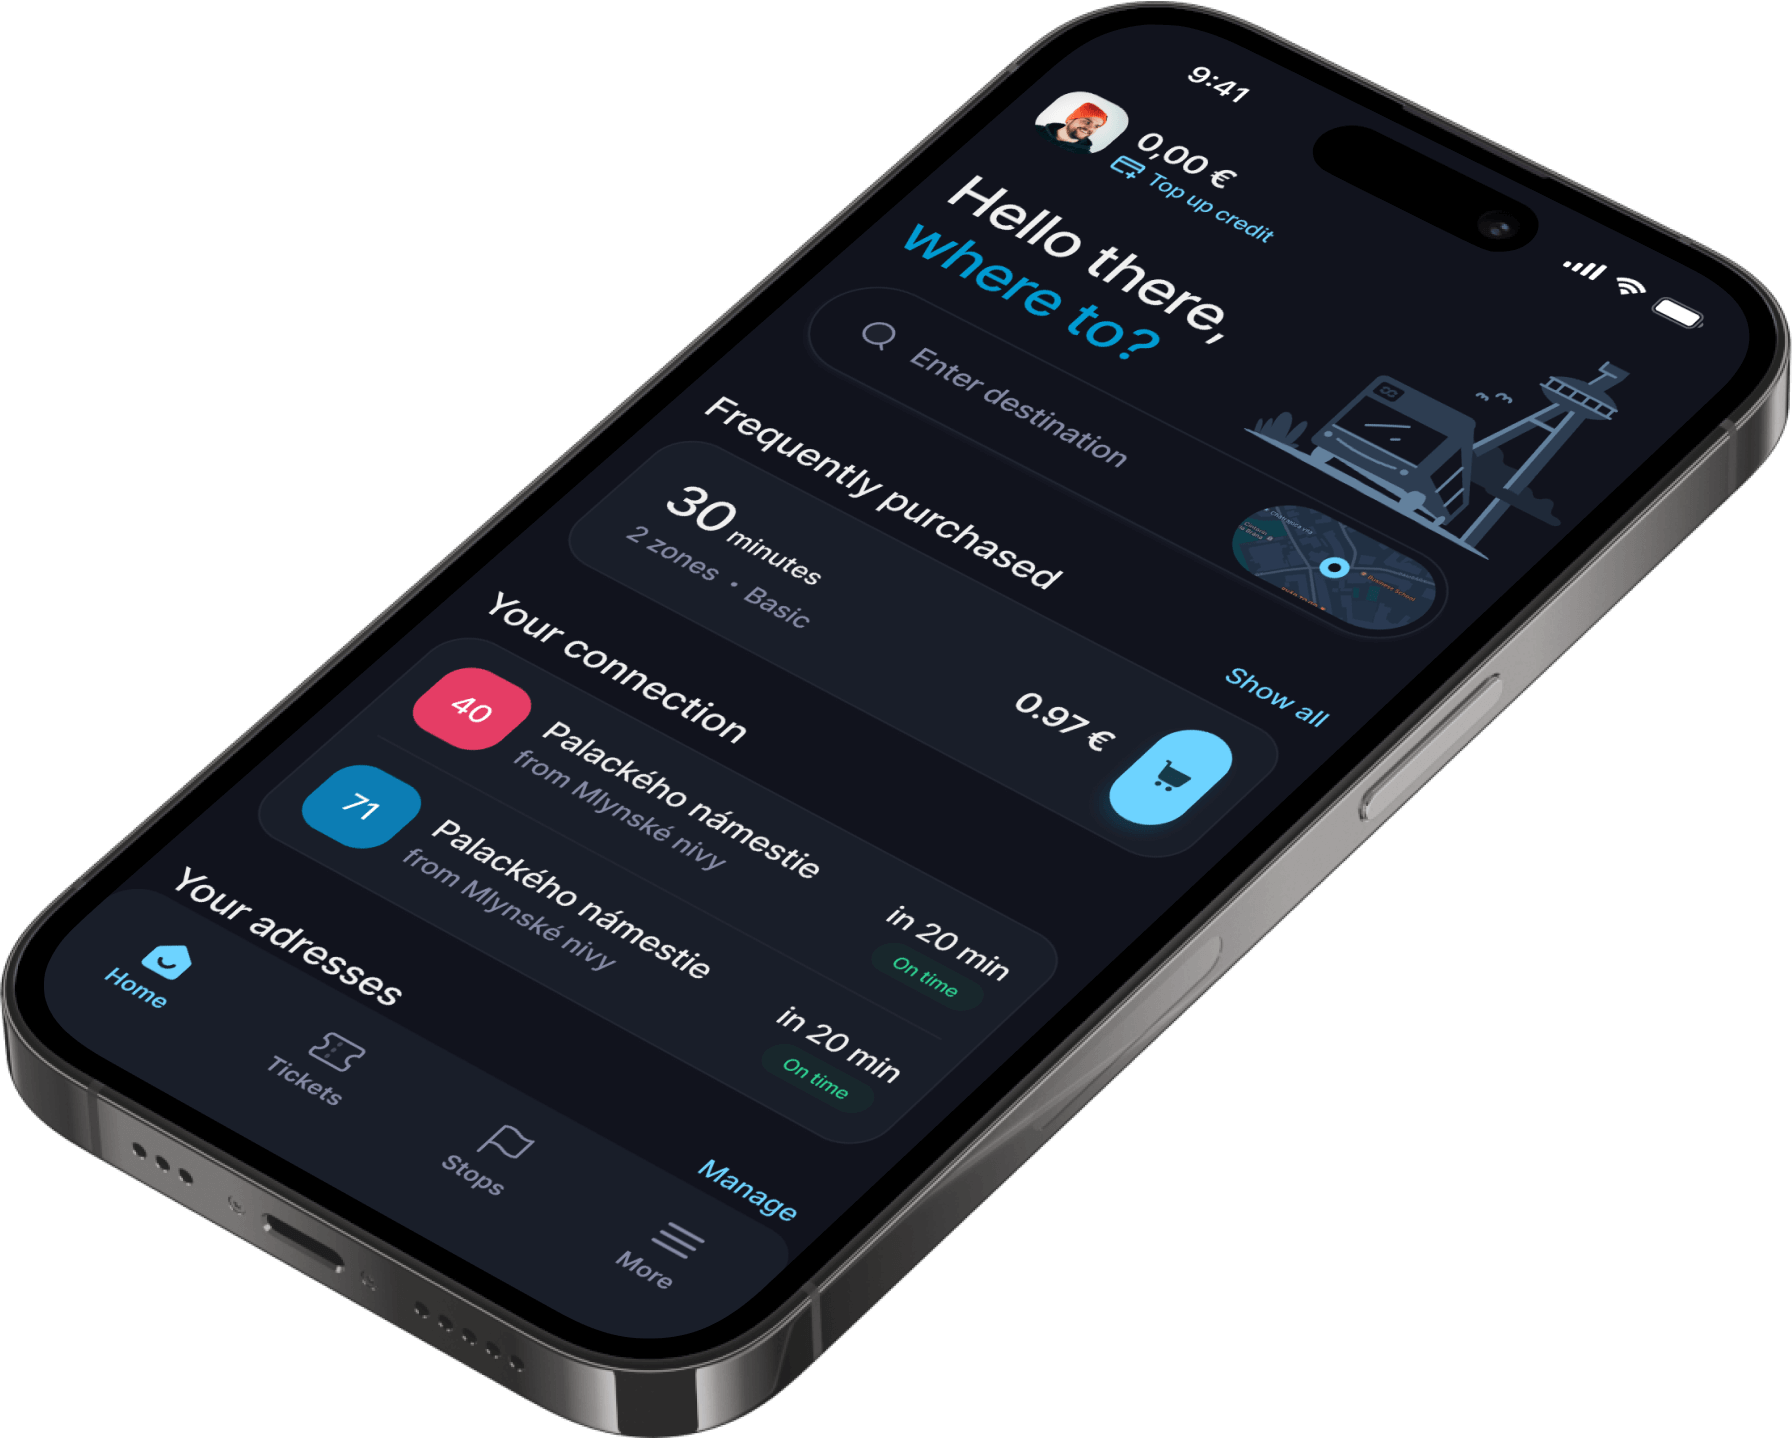 9:41
0,00 €
Top up credit
Hello there,
where to?
Enter destination
Business School
Frequently purchased
Show all
30 minutes
2 zones • Basic
0.97 €
Your connection
40
Palackého námestie
from Mlynské nivy
in 20 min
On time
71
Palackého námestie
from Mlynské nivy
in 20 min
On time
Your adresses
Manage
Home
Tickets
Stops
More